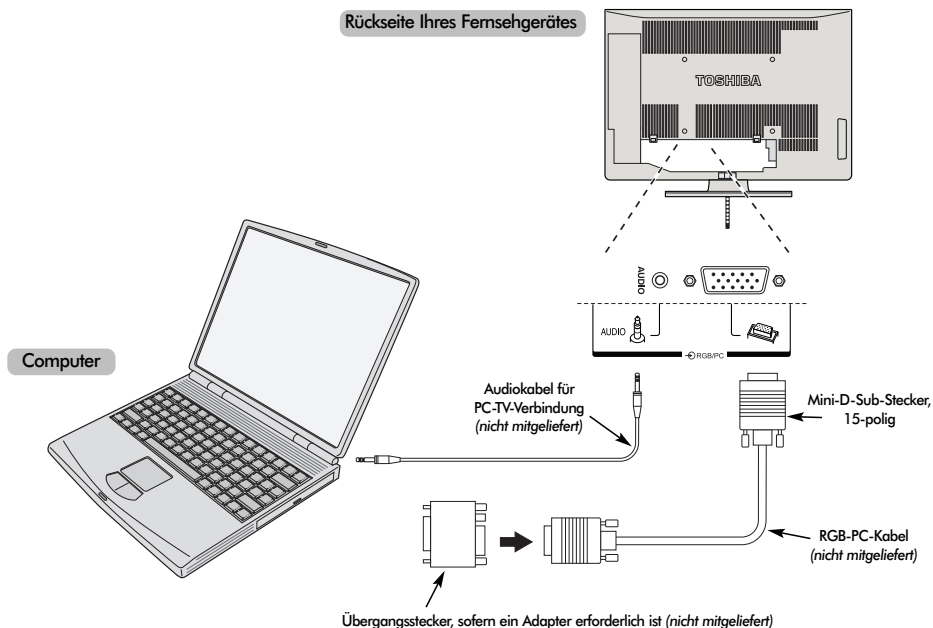 Rückseite Ihres Fernsehgerätes
TOSHIBA
AUDIO
AUDIO
RGB/PC
Computer
Audiokabel für
PC-TV-Verbindung
(nicht mitgeliefert)
Mini-D-Sub-Stecker,
15-polig
RGB-PC-Kabel
(nicht mitgeliefert)
Übergangsstecker, sofern ein Adapter erforderlich ist (nicht mitgeliefert)